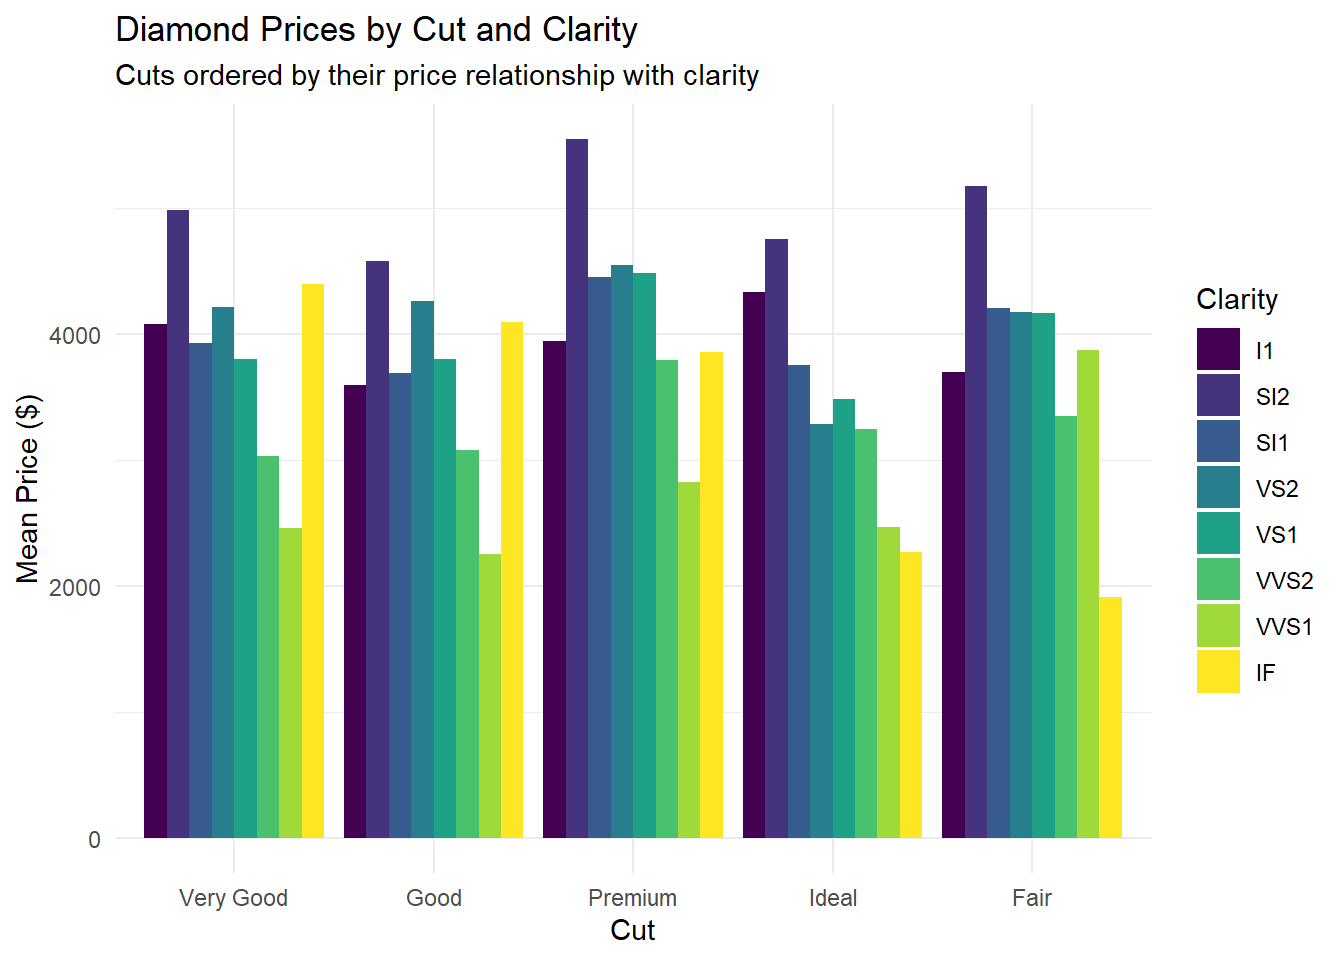 Diamond Prices by Cut and Clarity
Cuts ordered by their price relationship with clarity
Mean Price ($)
4000
2000
0
Very Good
Good
Premium
Ideal
Fair
Cut
Clarity
I1
SI2
SI1
VS2
VS1
VVS2
VVS1
IF